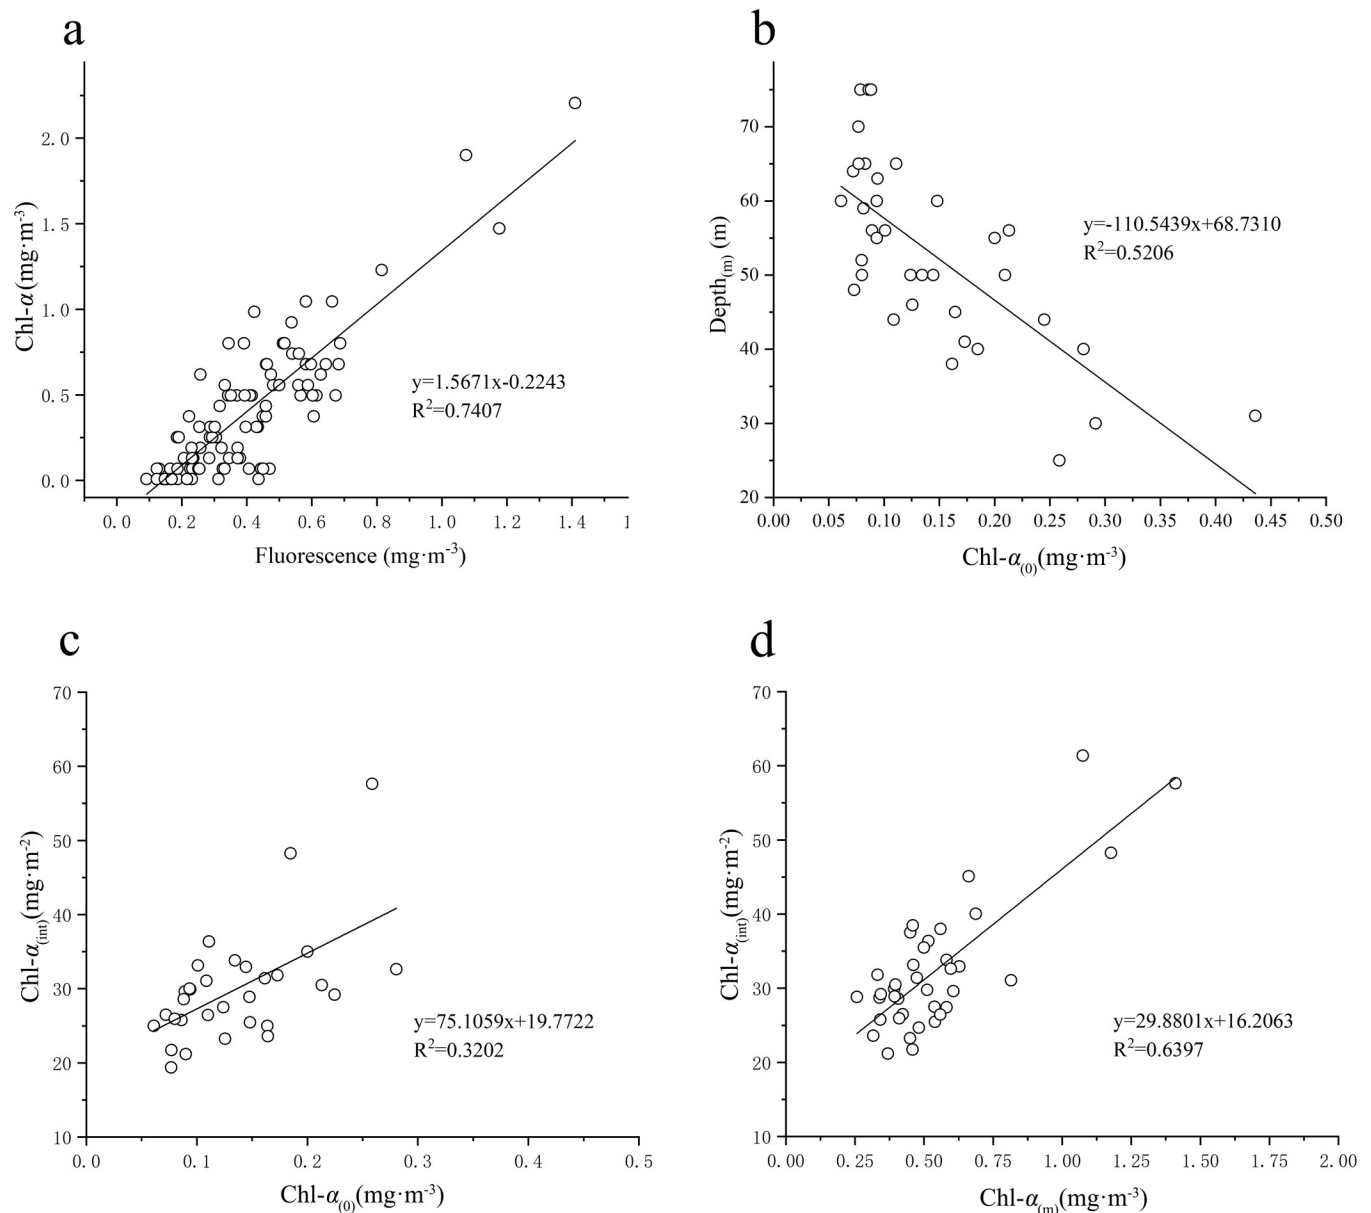 a
Chl-α (mg·m-3)
2.0
1.5
1.0
0.5
0.0
y=1.5671x-0.2243
R2=0.7407
0.0 0.2 0.4 0.6 0.8 1.0 1.2 1.4 1
Fluorescence (mg·m-3)
b
Depth(m) (m)
70
60
50
40
30
20
y=-110.5439x+68.7310
R2=0.5206
0.00 0.05 0.10 0.15 0.20 0.25 0.30 0.35 0.40 0.45 0.50
Chl-α(0)(mg·m-3)
c
Chl-α(int)(mg·m-2)
70
60
50
40
30
20
10
y=75.1059x+19.7722
R2=0.3202
0.0 0.1 0.2 0.3 0.4 0.5
Chl-α(0)(mg·m-3)
d
Chl-α(int)(mg·m-2)
70
60
50
40
30
20
10
y=29.8801x+16.2063
R2=0.6397
0.00 0.25 0.50 0.75 1.00 1.25 1.50 1.75 2.00
Chl-α(m)(mg·m-3)